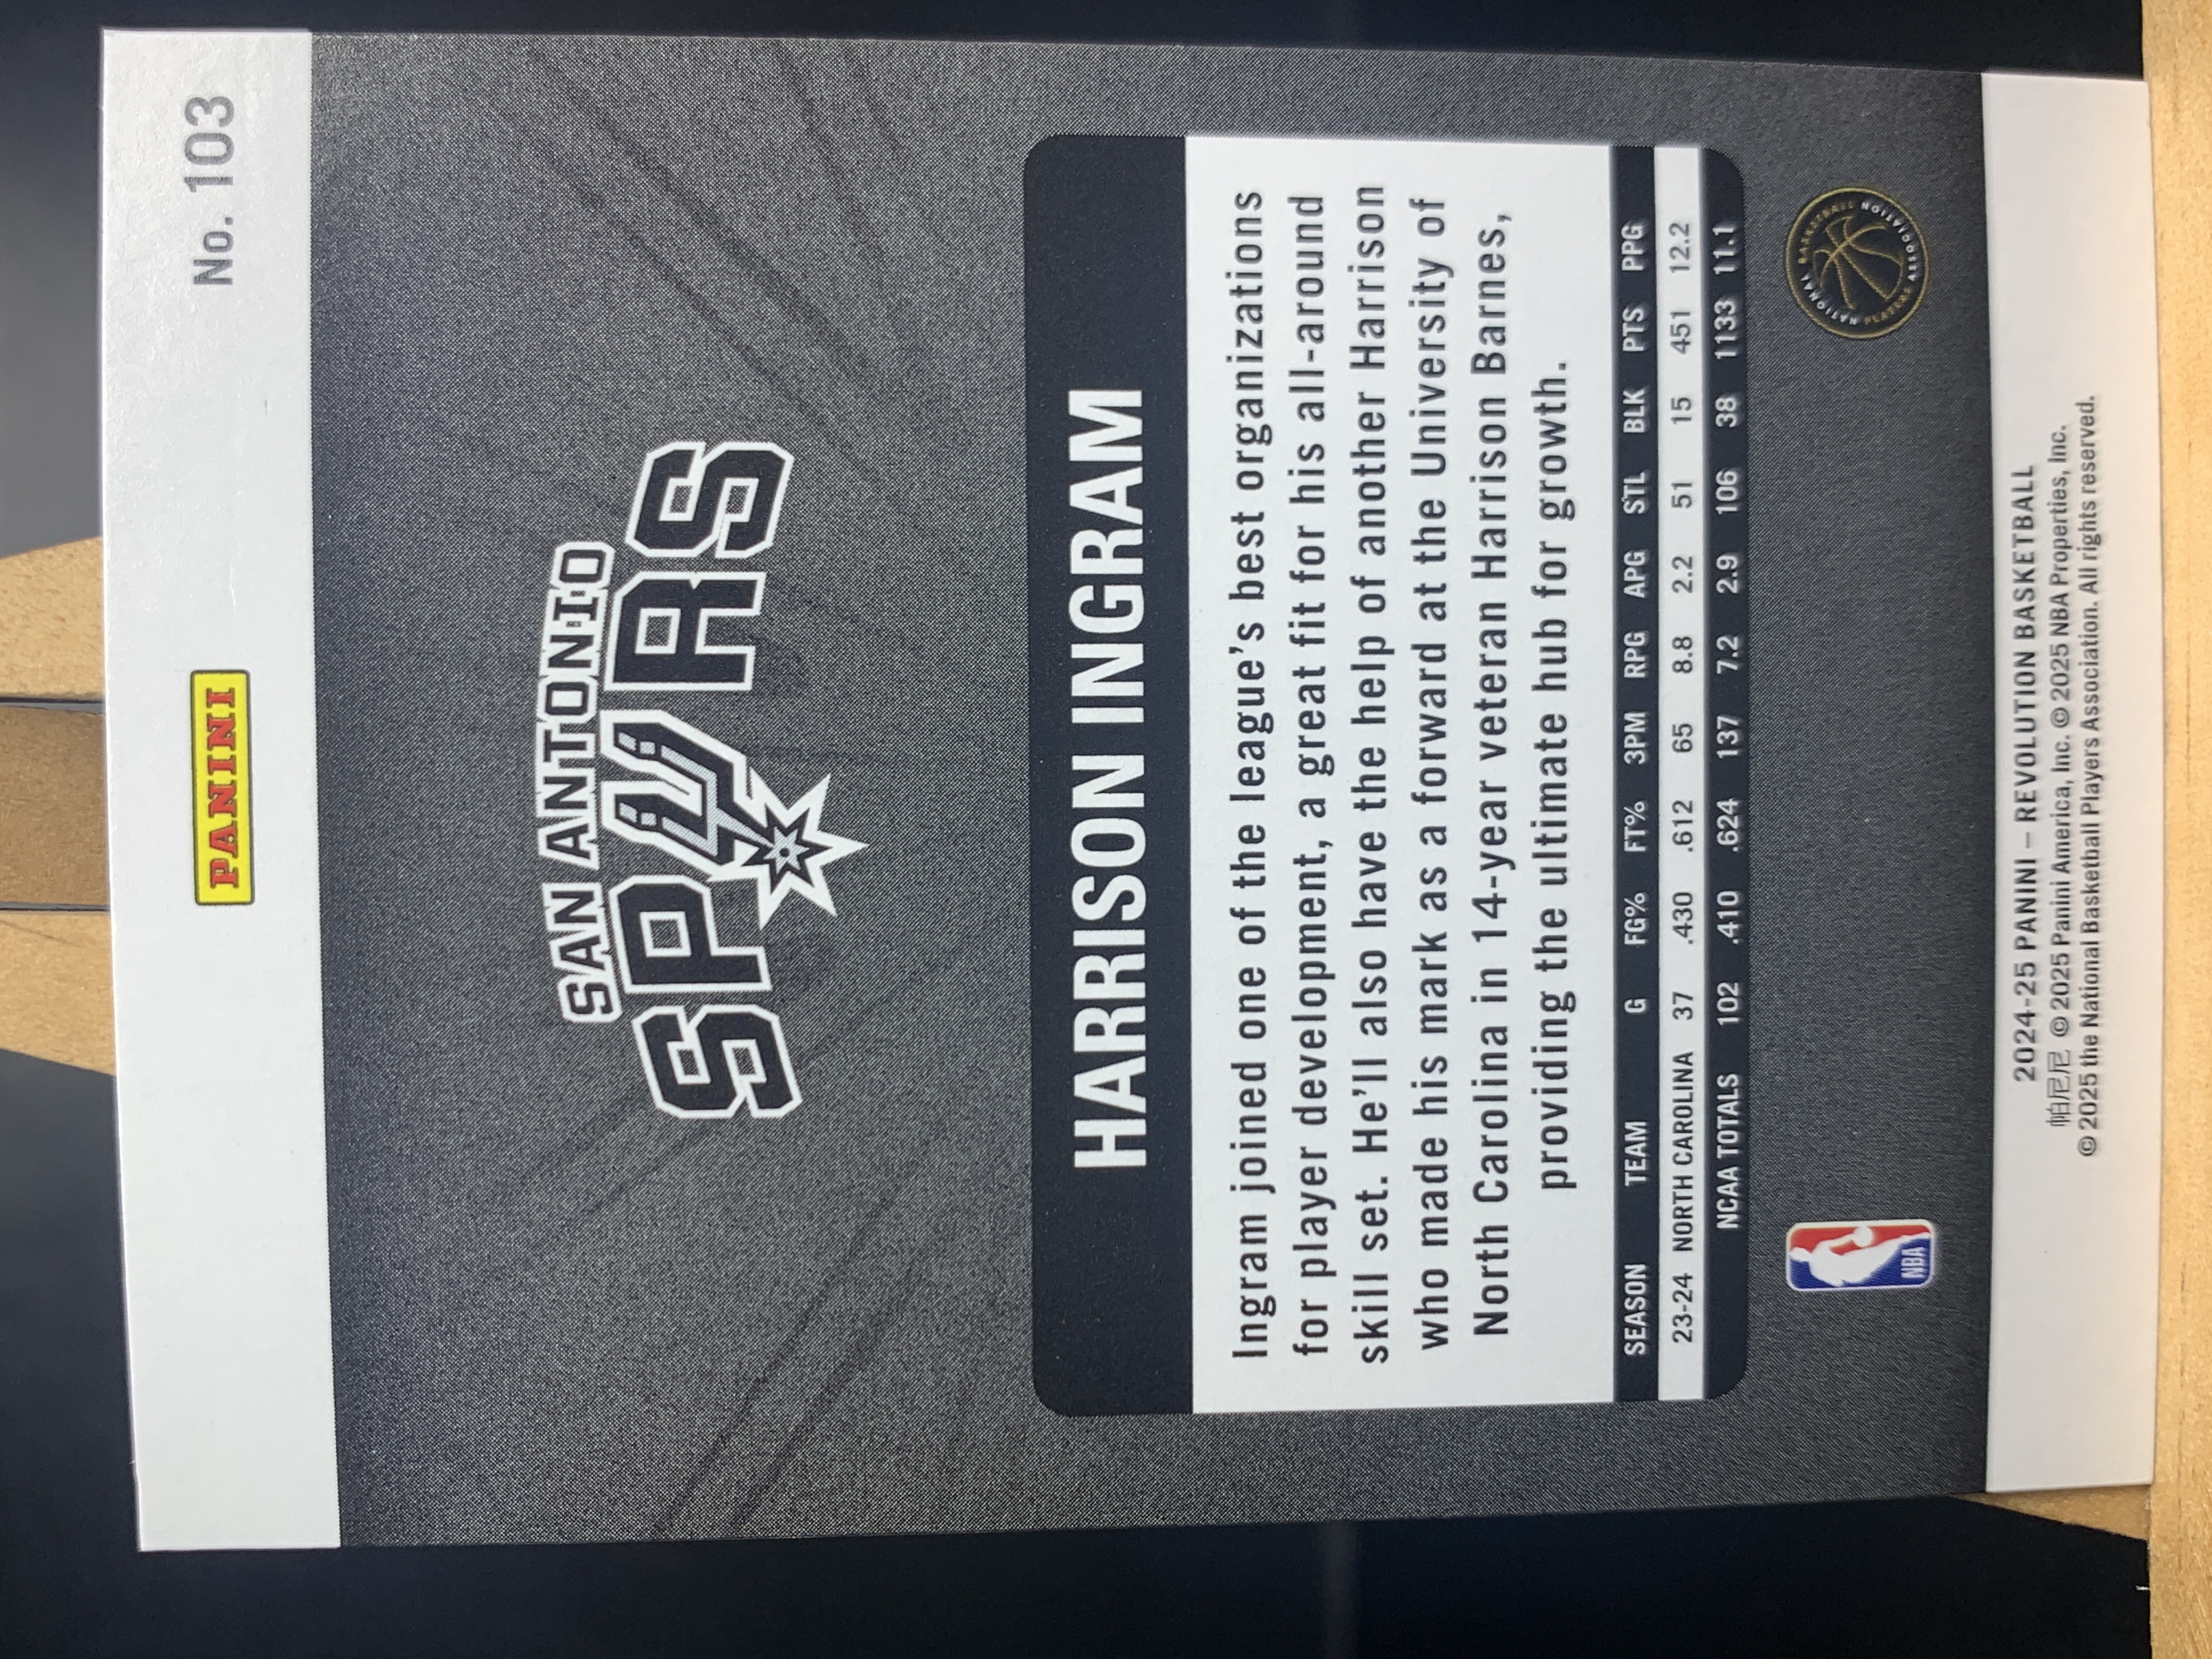 No. 103
PANINI
SAN ANTONIO
SPURS
HARRISON INGRAM
Ingram joined one of the league's best organizations
for player development, a great fit for his all-around
skill set. He'll also have the help of another Harrison
who made his mark as a forward at the University of
North Carolina in 14-year veteran Harrison Barnes,
providing the ultimate hub for growth.
SEASON TEAM G FG% FT% 3PM RPG APG STL BLK PTS PPG
23-24 NORTH CAROLINA 37 .430 .612 65 8.8 2.2 51 15 451 12.2
NCAA TOTALS 102 .410 .624 137 7.2 2.9 106 38 1133 11.1
NBA
NATIONAL BASKETBALL PLAYERS ASSOCIATION
2024-25 PANINI – REVOLUTION BASKETBALL
帕尼尼 © 2025 Panini America, Inc. © 2025 NBA Properties, Inc.
© 2025 the National Basketball Players Association. All rights reserved.